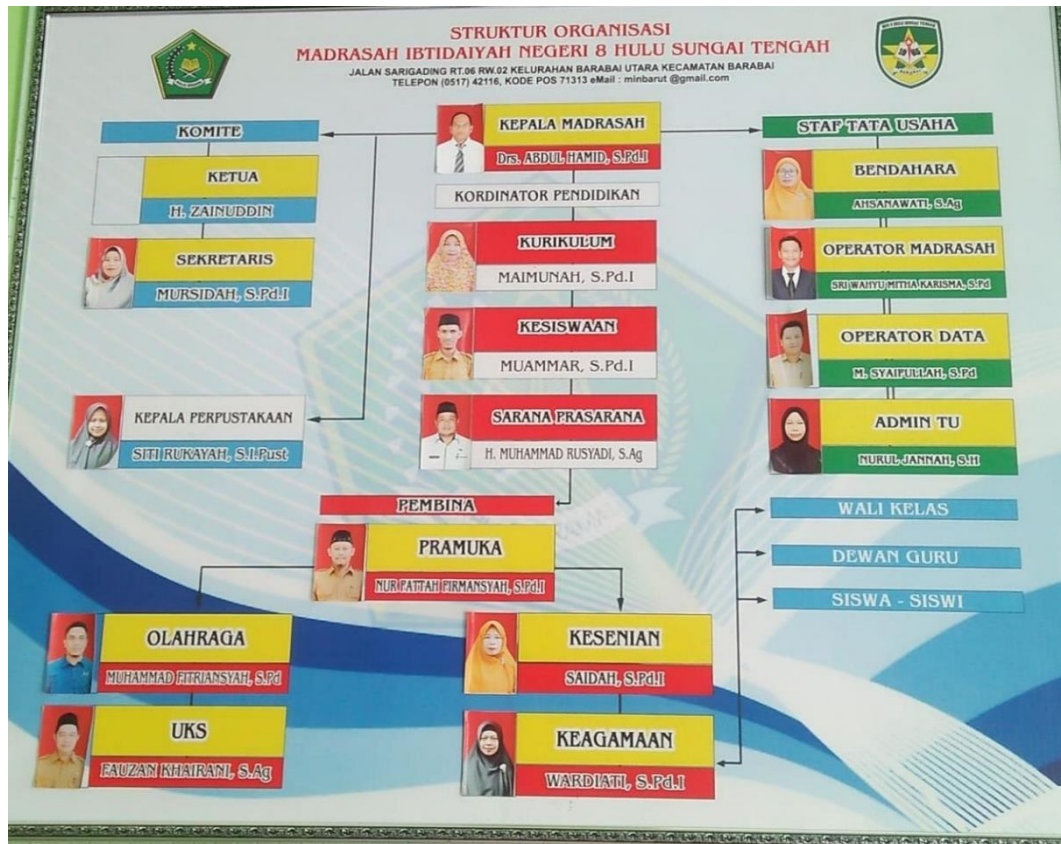 STRUKTUR ORGANISASI
MADRASAH IBTIDAIYAH NEGERI 8 HULU SUNGAI TENGAH
JALAN SARIGADING RT.06 RW.02 KELURAHAN BARABAI UTARA KECAMATAN BARABAI
TELEPON (0517) 42116, KODE POS 71313 eMail : minbarut @gmail.com
KEPALA MADRASAH
Drs. ABDUL HAMID, S.Pd.I
KOMITE
KETUA
H. ZAINUDDIN
SEKRETARIS
MURSIDAH, S.Pd.I
KEPALA PERPUSTAKAAN
SITI RUKAYAH, S.I.Pust
KORDINATOR PENDIDIKAN
KURIKULUM
MAIMUNAH, S.Pd.I
KESISWAAN
MUAMMAR, S.Pd.I
SARANA PRASARANA
H. MUHAMMAD RUSYADI, S.Ag
STAF TATA USAHA
BENDAHARA
AHSANAWATI, S.Ag
OPERATOR MADRASAH
SRI WAHYU MITHA KARISMA, S.Pd
OPERATOR DATA
M. SYAIFULLAH, S.Pd
ADMIN TU
NURUL JANNAH, S.H
PEMBINA
PRAMUKA
NUR FATTAH FIRMANSYAH, S.Pd.I
OLAHRAGA
MUHAMMAD FITRIANSYAH, S.Pd
UKS
FAUZAN KHAIRANI, S.Ag
KESENIAN
SAIDAH, S.Pd.I
KEAGAMAAN
WARDIATI, S.Pd.I
WALI KELAS
DEWAN GURU
SISWA - SISWI